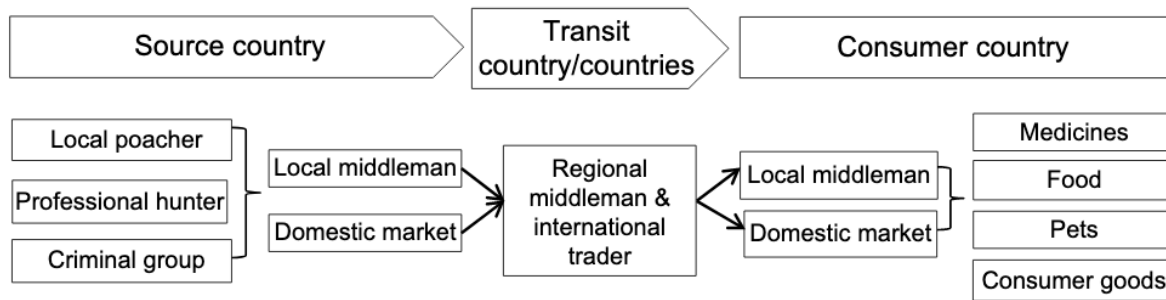 Source country
Transit
country/countries
Consumer country
Local poacher
Professional hunter
Criminal group
Local middleman
Domestic market
Regional
middleman &
international
trader
Local middleman
Domestic market
Medicines
Food
Pets
Consumer goods